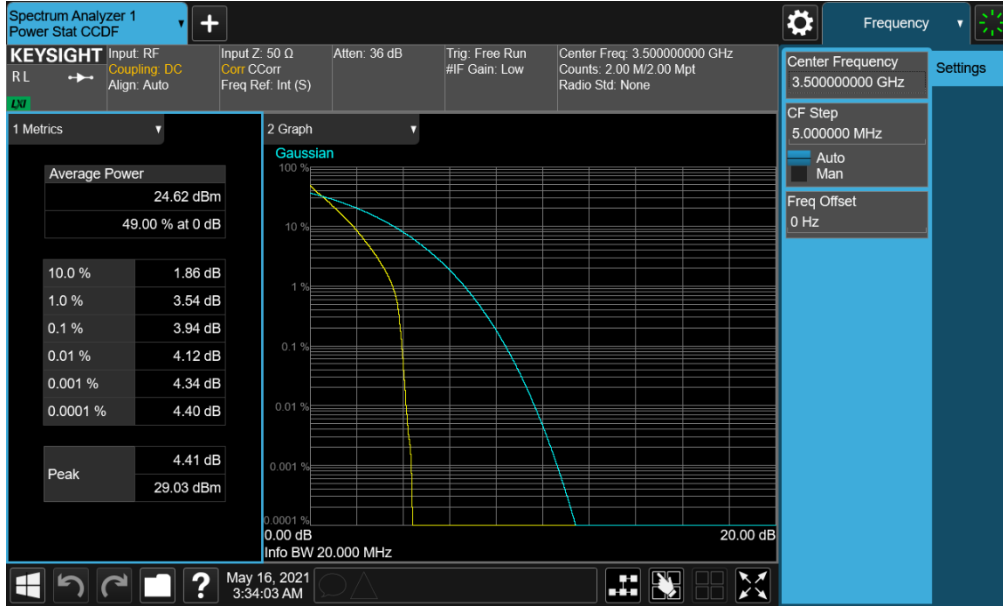 Spectrum Analyzer 1
Power Stat CCDF
Frequency
KEYSIGHT
RL
LXI
Input: RF
Coupling: DC
Align: Auto
Input Z: 50 Ω
Corr CCorr
Freq Ref: Int (S)
Atten: 36 dB
Trig: Free Run
#IF Gain: Low
Center Freq: 3.500000000 GHz
Counts: 2.00 M/2.00 Mpt
Radio Std: None
Center Frequency
3.500000000 GHz
Settings
CF Step
5.000000 MHz
Auto
Man
Freq Offset
0 Hz
1 Metrics
Average Power
24.62 dBm
49.00 % at 0 dB
10.0 % 1.86 dB
1.0 % 3.54 dB
0.1 % 3.94 dB
0.01 % 4.12 dB
0.001 % 4.34 dB
0.0001 % 4.40 dB
Peak
4.41 dB
29.03 dBm
2 Graph
Gaussian
100 %
10 %
1 %
0.1 %
0.01 %
0.001 %
0.0001 %
0.00 dB 20.00 dB
Info BW 20.000 MHz
?
May 16, 2021
3:34:03 AM